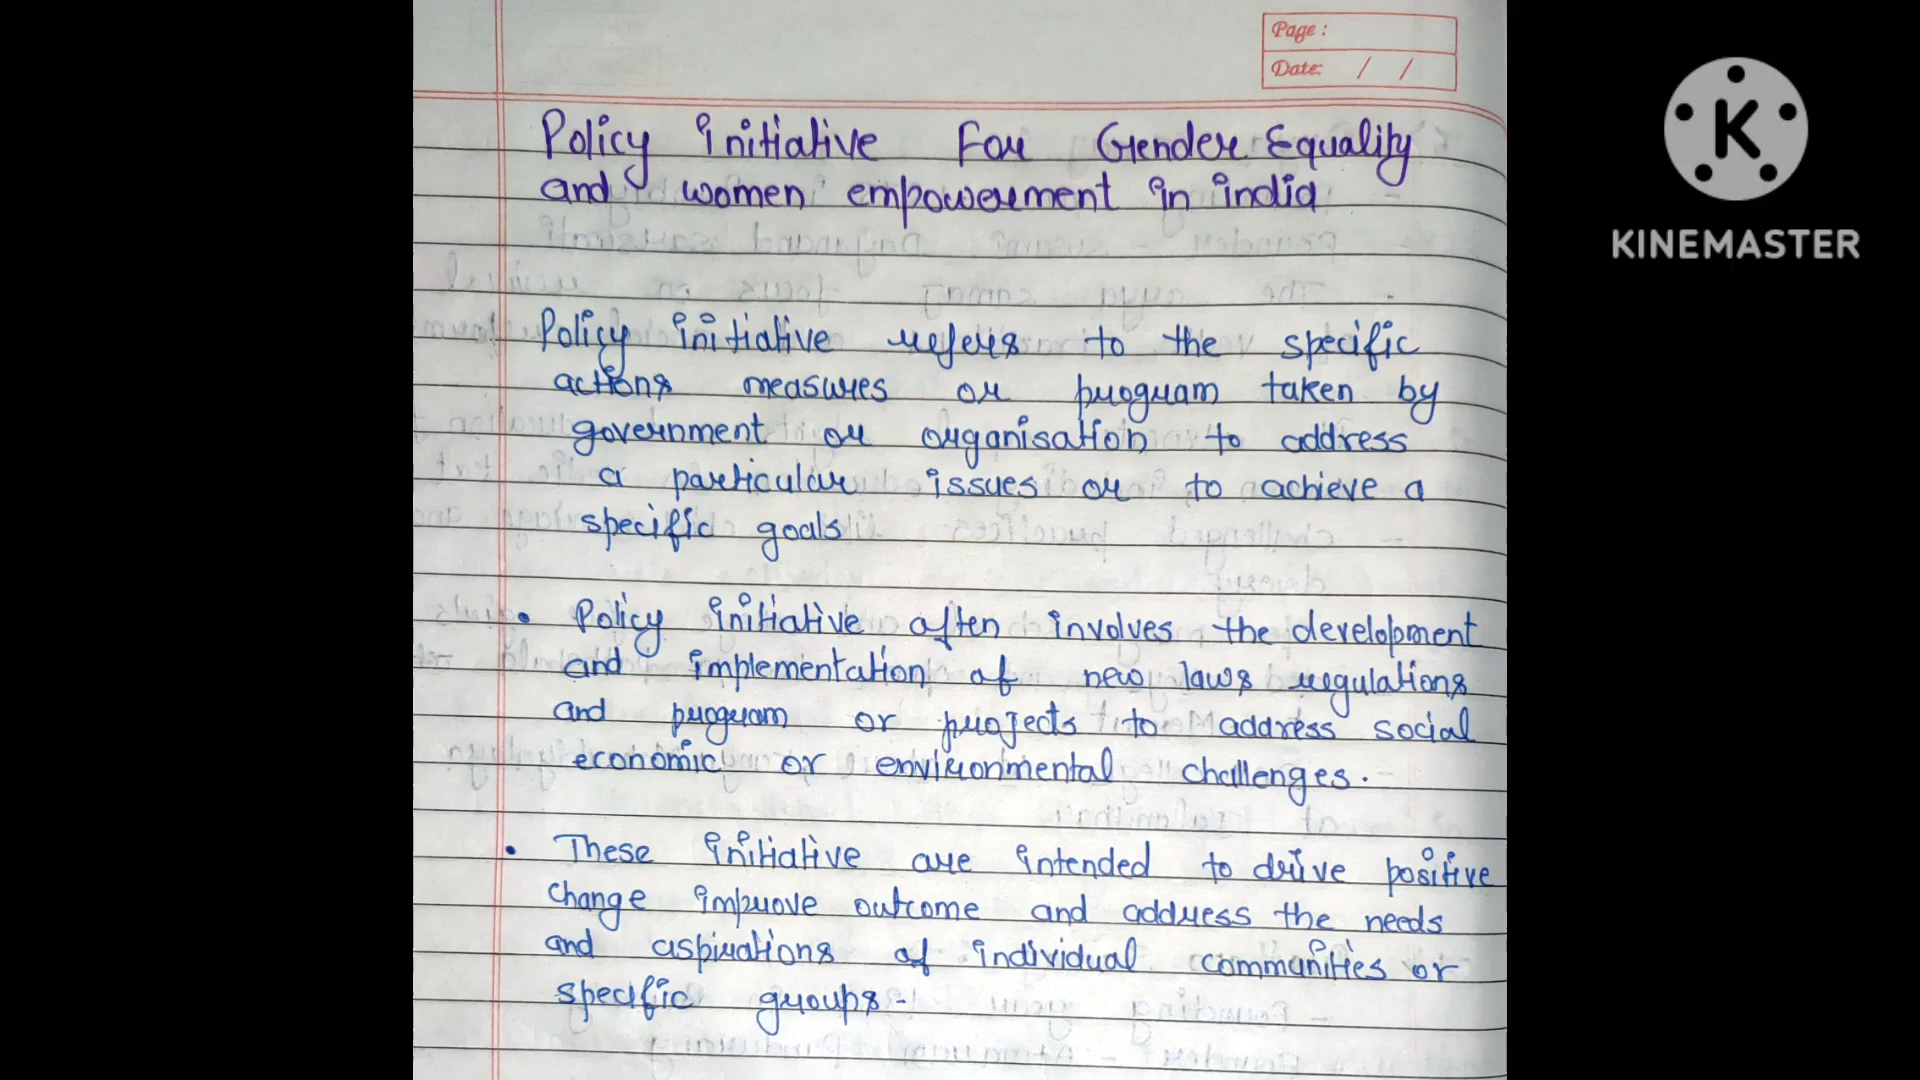 Page:
Date: / /
Policy initiative For Gender Equality
and women empowerment in india
Policy initiative refers to the specific
actions measures or program taken by
government or organisation to address
a particular issues or to achieve a
specific goals
• Policy initiative often involves the development
and implementation of new laws regulations
and program or projects to address social
economic or environmental challenges.
• These initiative are intended to drive positive
change improve outcome and address the needs
and aspirations of individual communities or
specific groups.
K
KINEMASTER